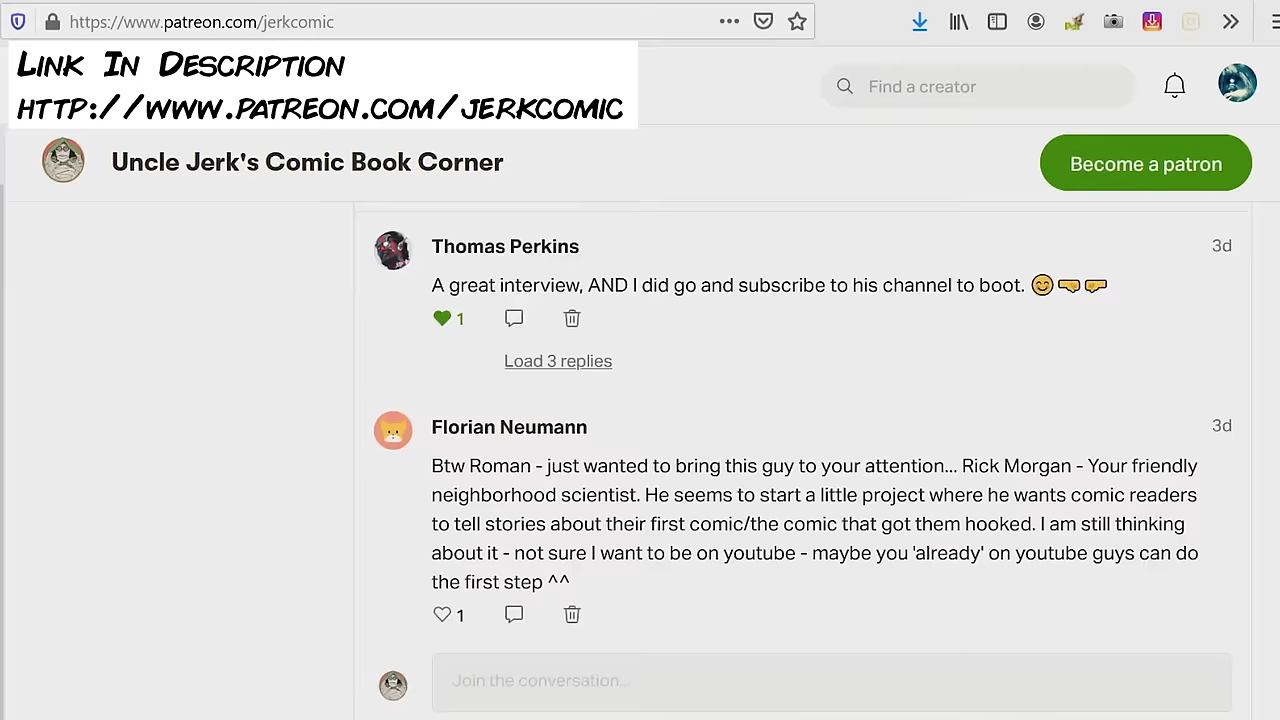 https://www.patreon.com/jerkcomic
Link In Description
http://www.patreon.com/jerkcomic
Find a creator
Uncle Jerk's Comic Book Corner
Become a patron
Thomas Perkins
3d
A great interview, AND I did go and subscribe to his channel to boot. 😊🤜🤛
1
Load 3 replies
Florian Neumann
3d
Btw Roman - just wanted to bring this guy to your attention... Rick Morgan - Your friendly
neighborhood scientist. He seems to start a little project where he wants comic readers
to tell stories about their first comic/the comic that got them hooked. I am still thinking
about it - not sure I want to be on youtube - maybe you 'already' on youtube guys can do
the first step ^^
1
Join the conversation...